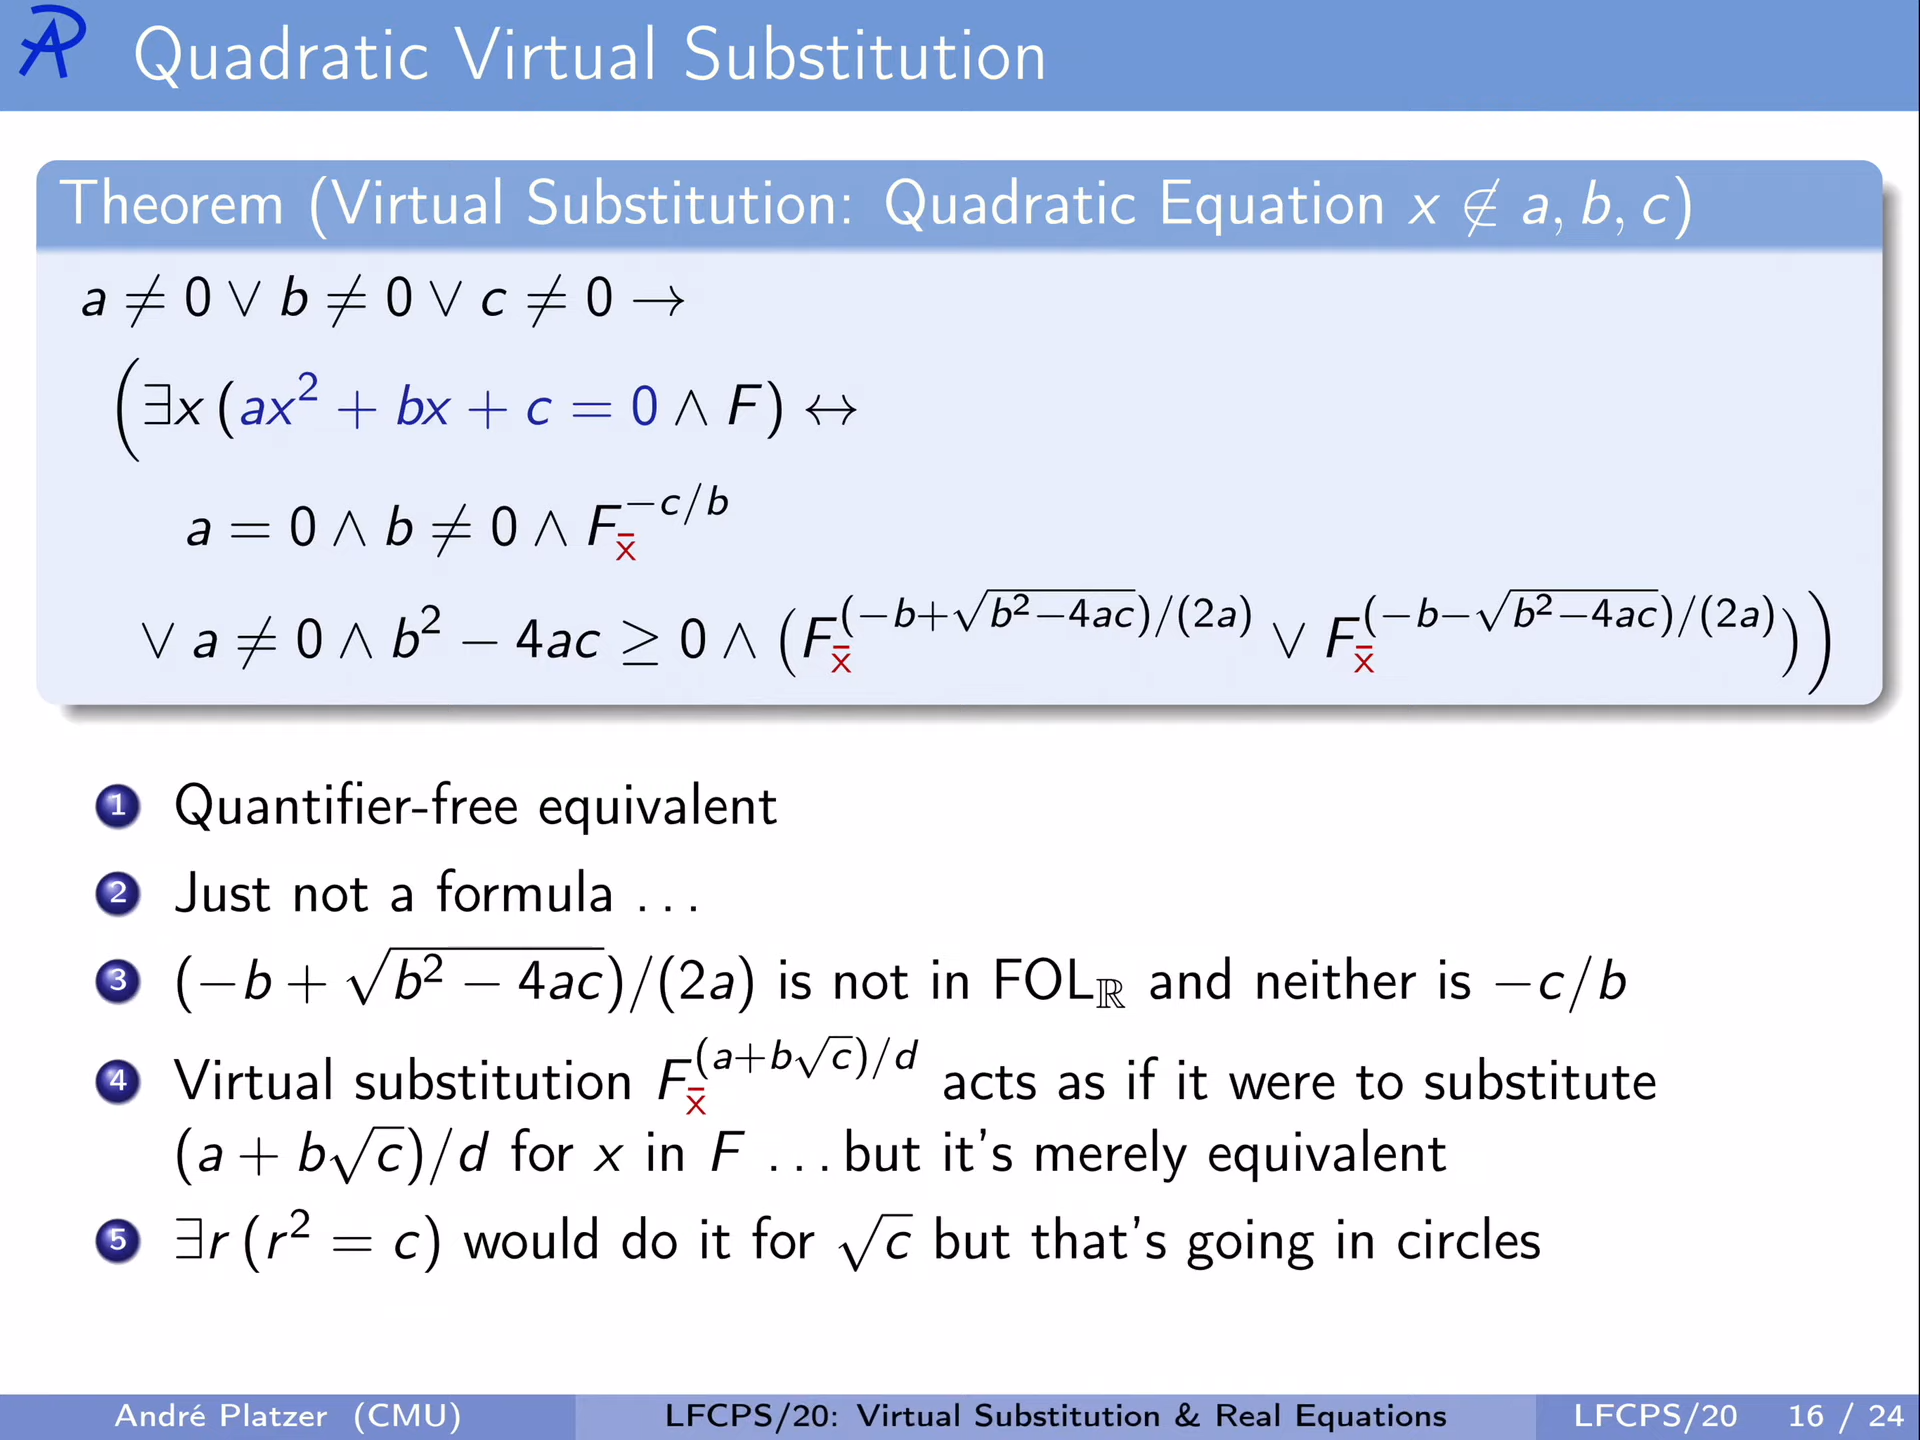 Quadratic Virtual Substitution
Theorem (Virtual Substitution: Quadratic Equation x ∉ a, b, c)
a ≠ 0 ∨ b ≠ 0 ∨ c ≠ 0 →
(∃x (ax² + bx + c = 0 ∧ F) ↔
a = 0 ∧ b ≠ 0 ∧ F_x̄^{−c/b}
∨ a ≠ 0 ∧ b² − 4ac ≥ 0 ∧ (F_x̄^{(−b+√(b²−4ac))/(2a)} ∨ F_x̄^{(−b−√(b²−4ac))/(2a)}))
1 Quantifier-free equivalent
2 Just not a formula . . .
3 (−b + √(b² − 4ac))/(2a) is not in FOL_ℝ and neither is −c/b
4 Virtual substitution F_x̄^{(a+b√c)/d} acts as if it were to substitute
(a + b√c)/d for x in F . . . but it's merely equivalent
5 ∃r (r² = c) would do it for √c but that's going in circles
André Platzer (CMU) LFCPS/20: Virtual Substitution & Real Equations LFCPS/20 16 / 24